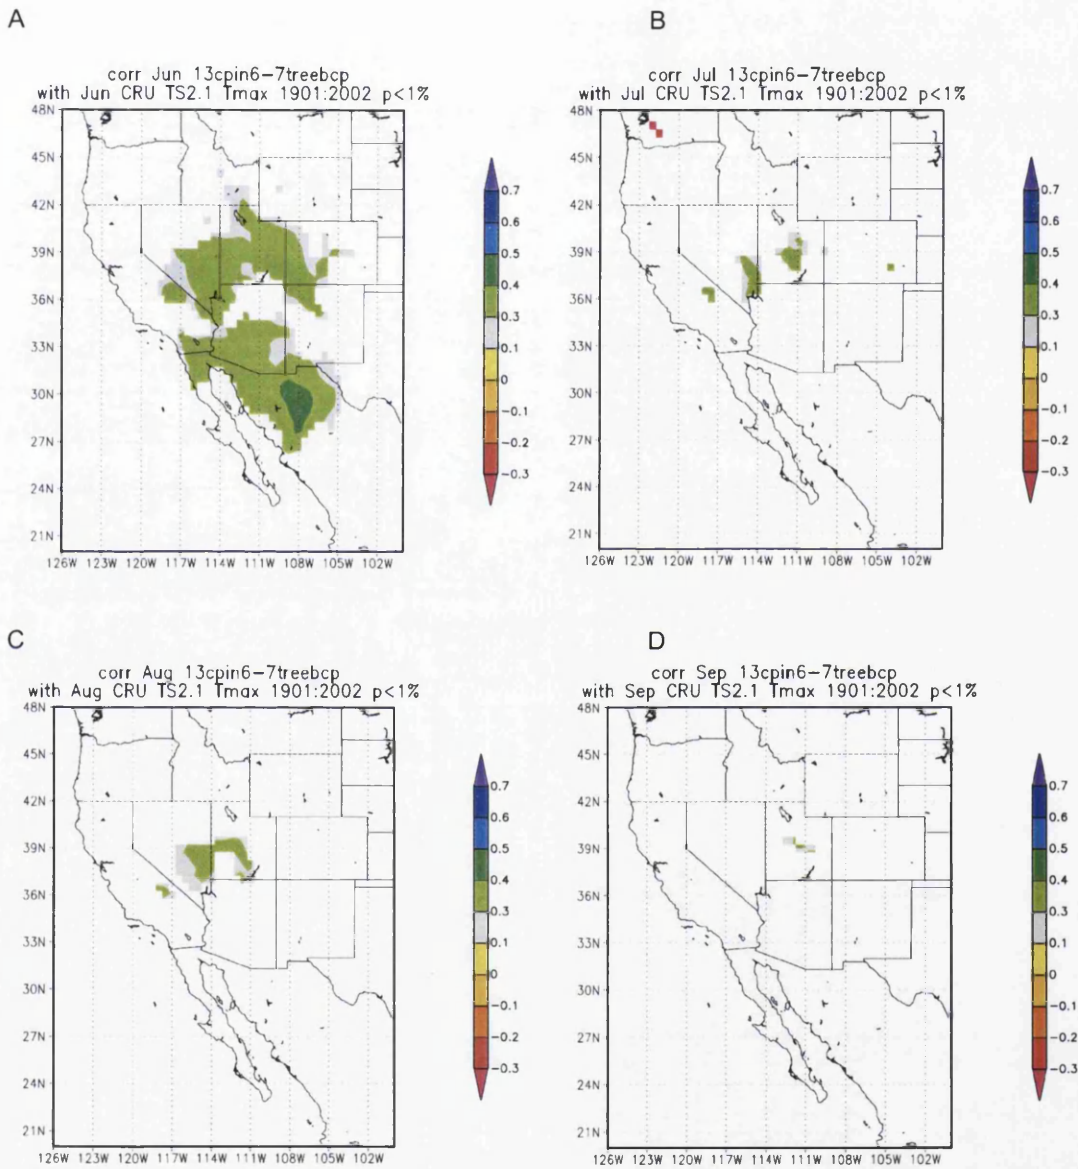 A
corr Jun 13cpin6-7treebcp
with Jun CRU TS2.1 Tmax 1901:2002 p<1%
48N
45N
42N
39N
36N
33N
30N
27N
24N
21N
126W 123W 120W 117W 114W 111W 108W 105W 102W
0.7
0.6
0.5
0.4
0.3
0.1
0
-0.1
-0.2
-0.3
B
corr Jul 13cpin6-7treebcp
with Jul CRU TS2.1 Tmax 1901:2002 p<1%
48N
45N
42N
39N
36N
33N
30N
27N
24N
21N
126W 123W 120W 117W 114W 111W 108W 105W 102W
0.7
0.6
0.5
0.4
0.3
0.1
0
-0.1
-0.2
-0.3
C
corr Aug 13cpin6-7treebcp
with Aug CRU TS2.1 Tmax 1901:2002 p<1%
48N
45N
42N
39N
36N
33N
30N
27N
24N
21N
126W 123W 120W 117W 114W 111W 108W 105W 102W
0.7
0.6
0.5
0.4
0.3
0.1
0
-0.1
-0.2
-0.3
D
corr Sep 13cpin6-7treebcp
with Sep CRU TS2.1 Tmax 1901:2002 p<1%
48N
45N
42N
39N
36N
33N
30N
27N
24N
21N
126W 123W 120W 117W 114W 111W 108W 105W 102W
0.7
0.6
0.5
0.4
0.3
0.1
0
-0.1
-0.2
-0.3